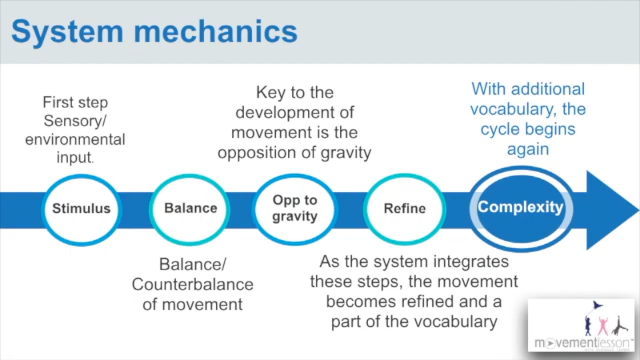 System mechanics
First step
Sensory/
environmental
input.
Key to the
development of
movement is the
opposition of gravity
With additional
vocabulary, the
cycle begins
again
Stimulus
Balance
Opp to
gravity
Refine
Complexity
Balance/
Counterbalance
of movement
As the system integrates
these steps, the movement
becomes refined and a
part of the vocabulary
movementlesson™